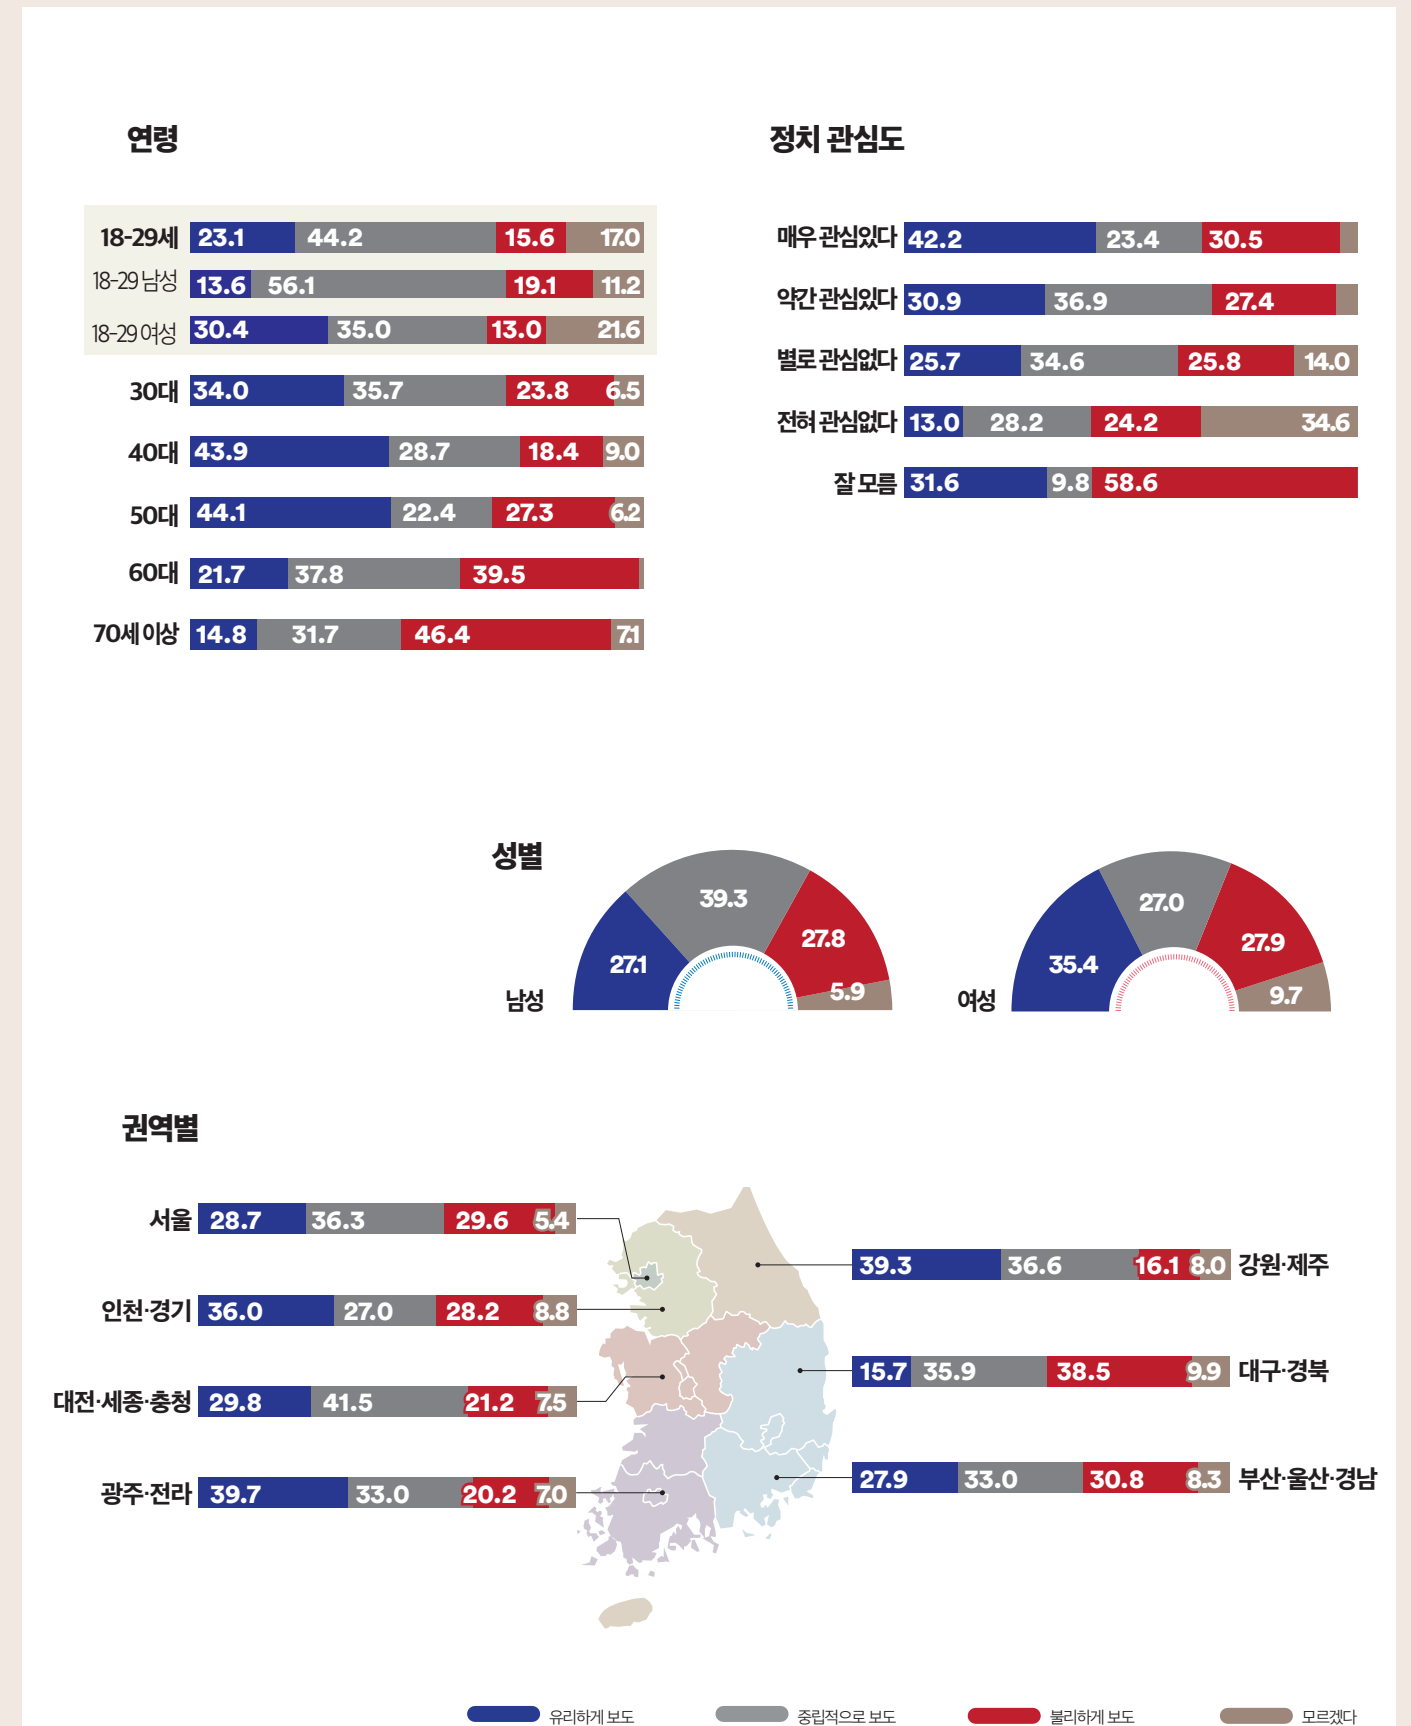 연령
18-29세 23.1 44.2 15.6 17.0
18-29 남성 13.6 56.1 19.1 11.2
18-29 여성 30.4 35.0 13.0 21.6
30대 34.0 35.7 23.8 6.5
40대 43.9 28.7 18.4 9.0
50대 44.1 22.4 27.3 6.2
60대 21.7 37.8 39.5
70세 이상 14.8 31.7 46.4 7.1
정치 관심도
매우 관심있다 42.2 23.4 30.5
약간 관심있다 30.9 36.9 27.4
별로 관심없다 25.7 34.6 25.8 14.0
전혀 관심없다 13.0 28.2 24.2 34.6
잘 모름 31.6 9.8 58.6
성별
남성 27.1 39.3 27.8 5.9
여성 35.4 27.0 27.9 9.7
권역별
서울 28.7 36.3 29.6 5.4
인천·경기 36.0 27.0 28.2 8.8
대전·세종·충청 29.8 41.5 21.2 7.5
광주·전라 39.7 33.0 20.2 7.0
39.3 36.6 16.1 8.0 강원·제주
15.7 35.9 38.5 9.9 대구·경북
27.9 33.0 30.8 8.3 부산·울산·경남
유리하게 보도 중립적으로 보도 불리하게 보도 모르겠다